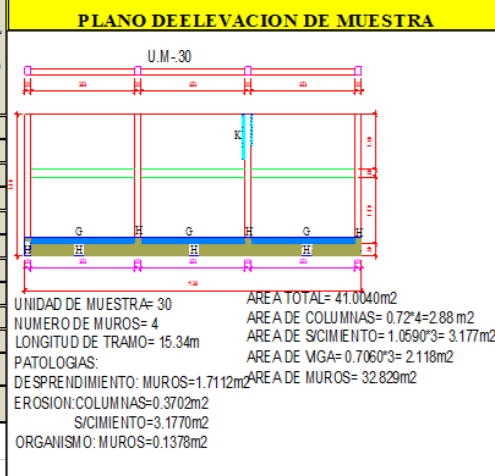 PLANO DEELEVACION DE MUESTRA
U.M-.30
K
G H G H G H
H H H H
UNIDAD DE MUESTRA= 30
NUMERO DE MUROS= 4
LONGITUD DE TRAMO= 15.34m
PATOLOGIAS:
DESPRENDIMIENTO: MUROS=1.7112m2
EROSION:COLUMNAS=0.3702m2
S/CIMIENTO=3.1770m2
ORGANISMO: MUROS=0.1378m2
AREA TOTAL= 41.0040m2
AREA DE COLUMNAS= 0.72*4=2.88 m2
AREA DE S/CIMIENTO= 1.0590*3= 3.177m2
AREA DE VIGA= 0.7060*3= 2.118m2
AREA DE MUROS= 32.829m2